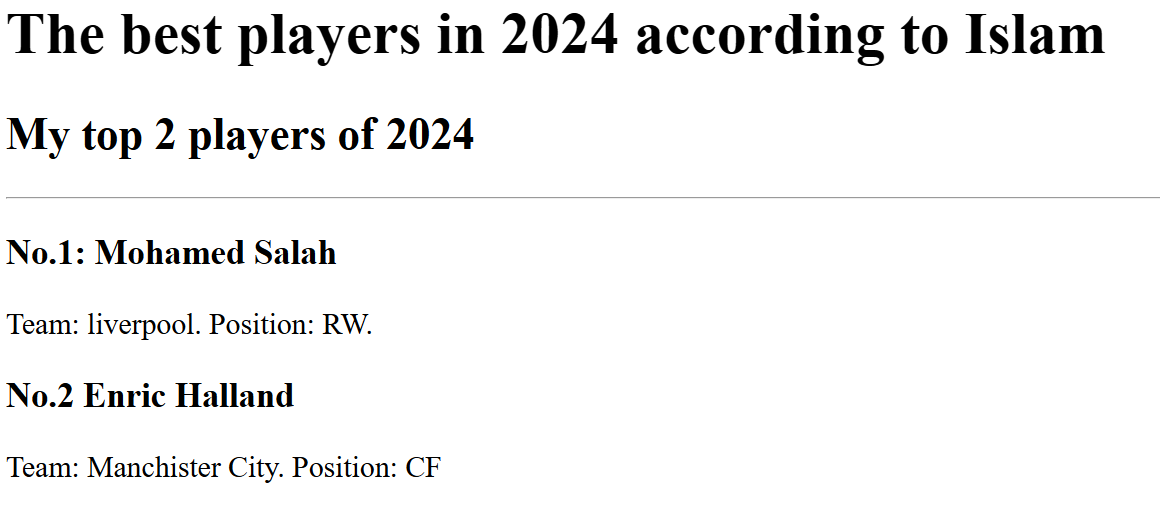 The best players in 2024 according to Islam
My top 2 players of 2024
No.1: Mohamed Salah
Team: liverpool. Position: RW.
No.2 Enric Halland
Team: Manchister City. Position: CF